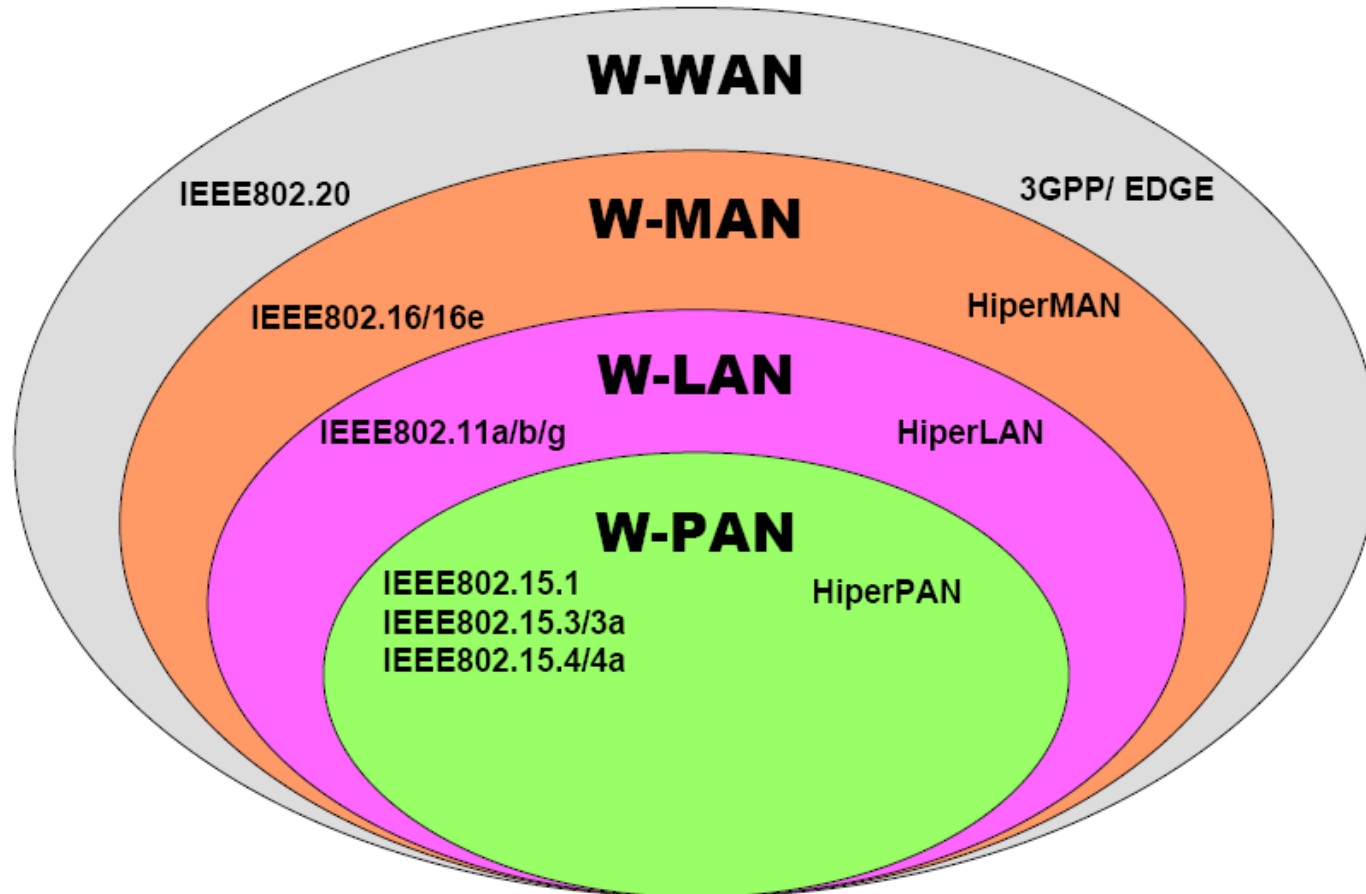 W-WAN
IEEE802.20
3GPP/ EDGE
W-MAN
IEEE802.16/16e
HiperMAN
W-LAN
IEEE802.11a/b/g
HiperLAN
W-PAN
IEEE802.15.1
HiperPAN
IEEE802.15.3/3a
IEEE802.15.4/4a